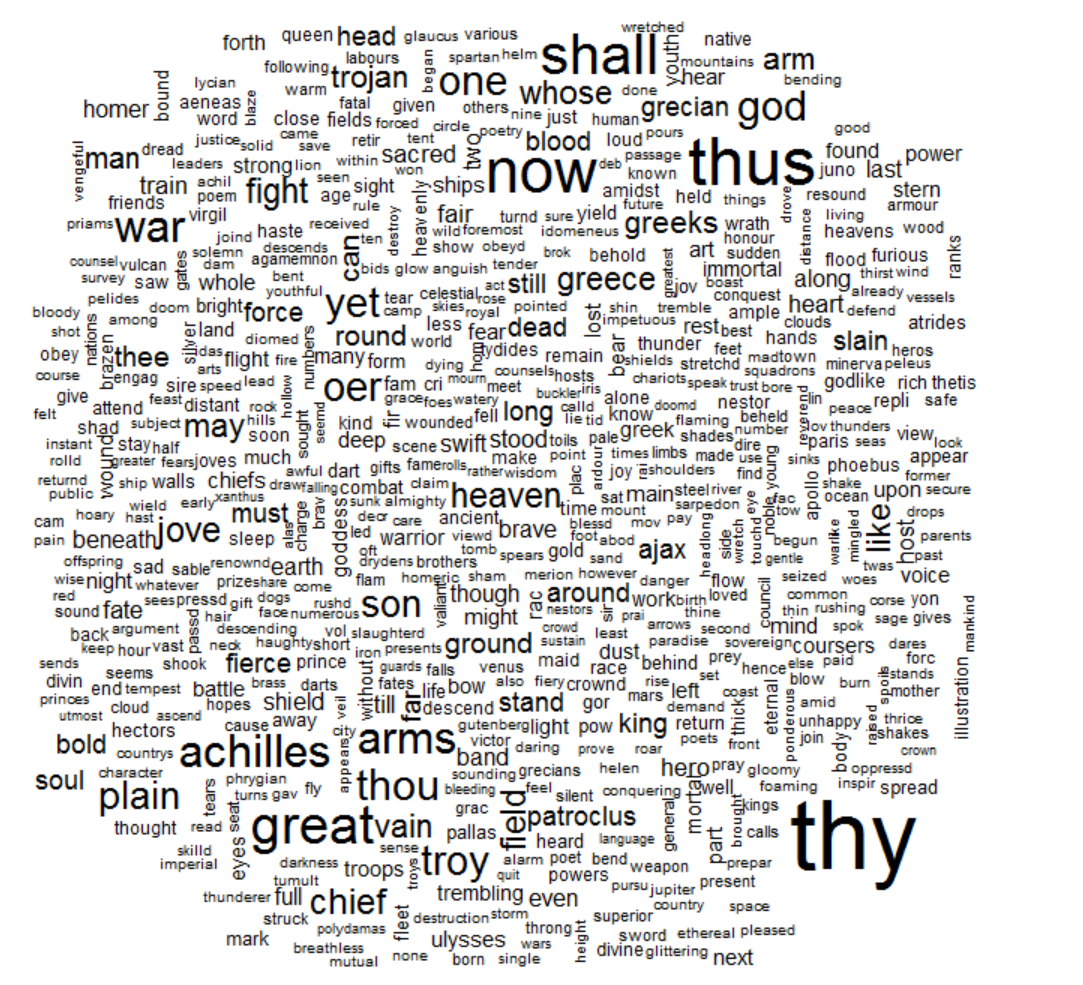 wretched
forth queen head glaucus various shall youth native
labours began spartan helm mountains arm
following trojan one hear bending
lycian bound warm whose done
homer aeneas blaze fatal given others nine just human grecian god
word close fields forced circle poetry blood loud pours good
justice solid came save retir tent two now deb passage thus found power
vengeful man dread leaders strong lion within sacred won known juno last
train achil seen sight ships amidst held things drove resound stern
friends poem fight age rule heavenly future armour
priams war virgil received destroy fair turnd sure yield greeks wrath distance living
joind haste can ten wild foremost idomeneus honour heavens wood
counsel vulcan gates solemn descends show obeyd brok behold greatest art sudden flood furious ranks
survey saw dam agamemnon bids glow anguish tender immortal along thirst wind
whole bent act still greece jov boast already vessels
pelides youthful yet tear celestial rose conquest heart
bloody doom bright force camp skies royal pointed lost shin tremble ample defend
shot nations among silver land less fear dead impetuous rest best clouds atrides
diomed round world hom thunder hands slain
obey brazen thee idas flight fire numbers many form tydides remain bear feet madtown heros
course engag arts dying counsels hosts shields stretchd squadrons minerva peleus
give sire speed lead hollow oer fam cri mourn meet chariots speak trust bore godlike rich thetis
felt attend feast distant rock grace foes watery buckler iris alone doomd nestor reverend lin repli safe
shad subject may hills sought seemd kind fir wounded fell long calld know flaming beheld peace
instant stay half soon deep scene swift stood lie tid greek shades number lov thunders view
rolld wound greater fears joves much make toils pale dire paris seas look
returnd ship walls chiefs awful dart gifts fame rolls rather wisdom point plac ardour times limbs made use young sinks phoebus appear
public draw falling combat claim joy rai shoulders find former
wield early xanthus brav sunk almighty heaven sat main steel river eye noble fac apollo shake ocean upon secure
cam hoary hast must charge goddess decr care ancient time mount sarpedon tow like drops
pain beneath jove sleep alas led warrior viewd brave blessd mov pay headlong side wretch touchd begun warlike mingled host parents
offspring sad sable renownd earth oft drydens brothers tomb spears gold foot abod sand ajax gentle twas past
wise night whatever prize share come flam homeric sham merion however danger flow council seized woes voice
red sees pressd gift dogs rushd son valiant though rac around work birth loved common corse yon
sound fate passd hair face numerous might nestors sir prai thine thin rushing sage gives mankind
back argument descending vol slaughterd crowd least arrows second mind spok
keep hour vast neck haughty short iron presents ground sustain dust paradise sovereign coursers dares
sends seems shook fierce prince without guards falls venus maid race behind prey hence else paid forc
divin end tempest battle brass darts fates life bow also fiery crownd rise set blow burn spoils stands
princes cloud hopes shield veil till far descend stand gor mars left coast eternal ponderous mother illustration
utmost ascend cause away city gutenberg light pow king demand thick amid raised thrice
hectors victor return unhappy shakes
bold countrys achilles appears arms band daring prove roar poets front join body crown
soul character phrygian thou sounding grecians helen hero pray gloomy oppressd
plain tears turns gav fly bleeding feel silent conquering mortal well foaming inspir spread
thought read seat great vain grac field patroclus general brought kings thy
skilld eyes sense pallas heard language part calls
imperial darkness troops troys troy alarm poet bend weapon prepar
tumult quit powers pursu jupiter present
thunderer full chief trembling even country space
struck polydamas fleet destruction storm superior
mark breathless ulysses throng wars height sword ethereal pleased
mutual none born single divine glittering next